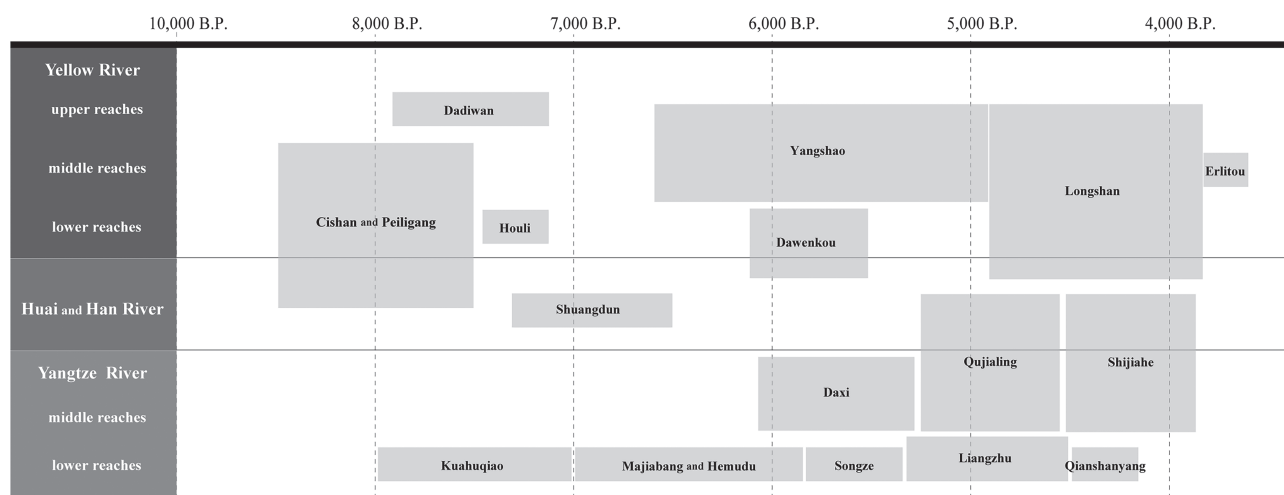 10,000 B.P. 8,000 B.P. 7,000 B.P. 6,000 B.P. 5,000 B.P. 4,000 B.P.
Yellow River
upper reaches
Dadiwan
Yangshao
middle reaches
Erlitou
Longshan
lower reaches
Cishan and Peiligang
Houli
Dawenkou
Huai and Han River
Shuangdun
Yangtze River
Qujialing
Shijiahe
middle reaches
Daxi
lower reaches
Kuahuqiao
Majiabang and Hemudu
Songze
Liangzhu
Qianshanyang